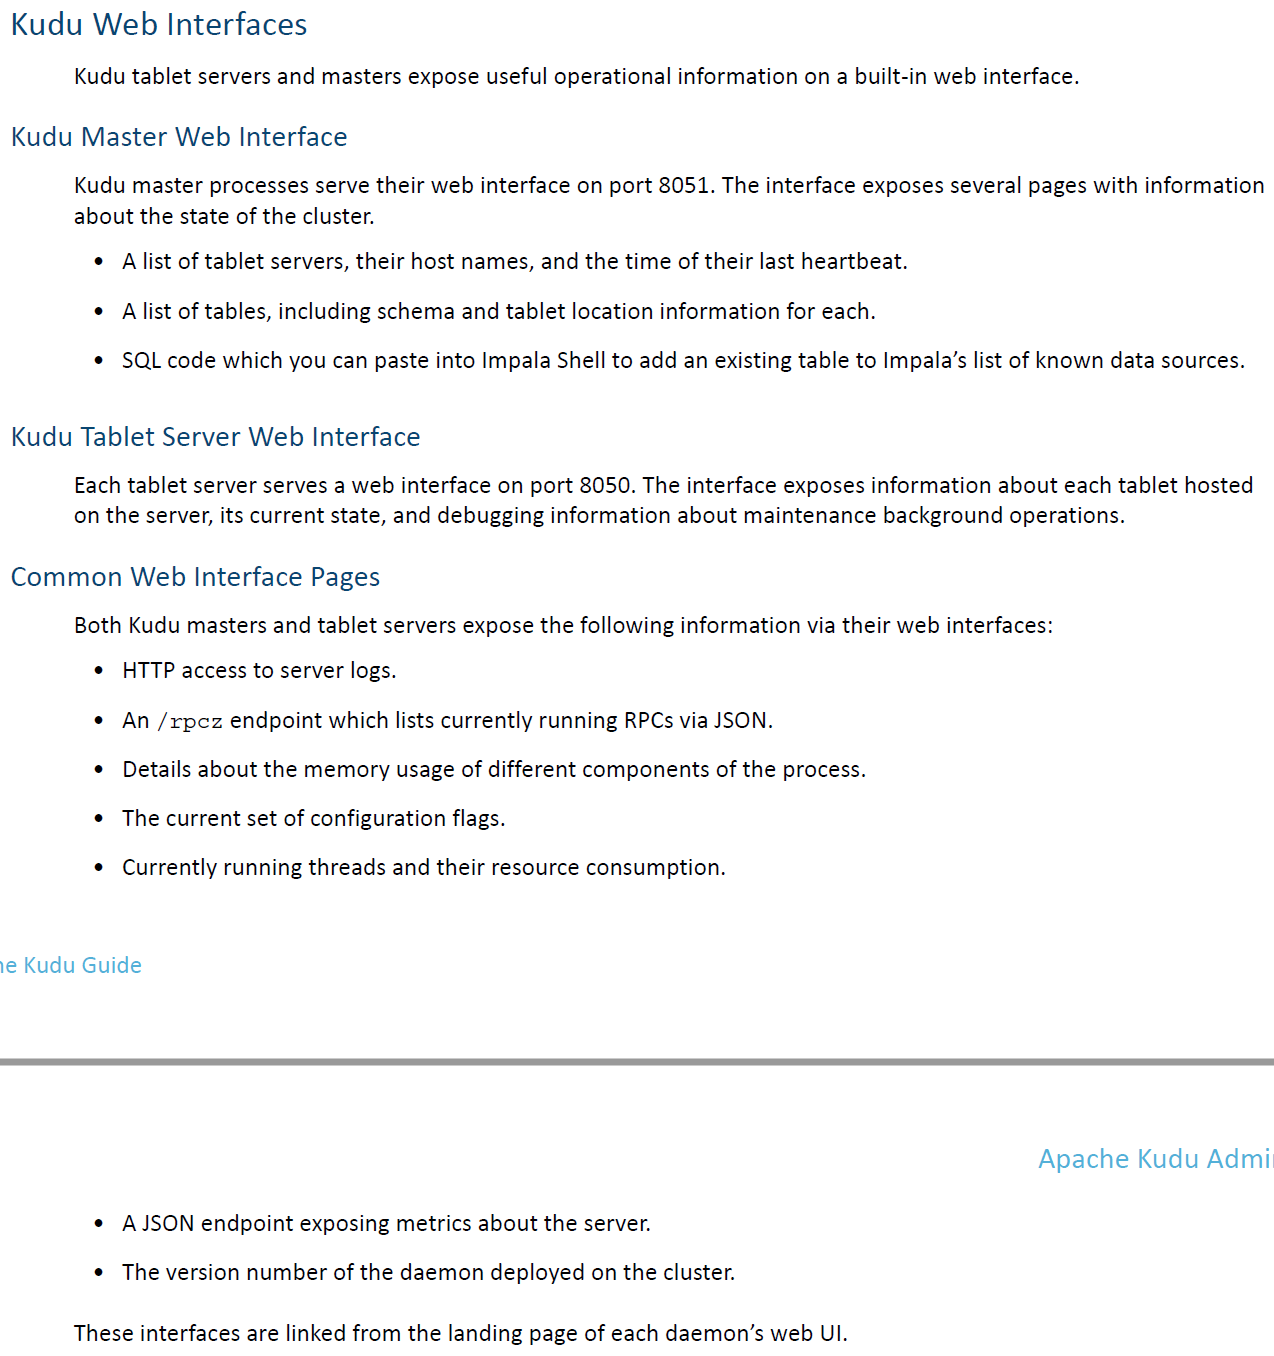 Kudu Web Interfaces
Kudu tablet servers and masters expose useful operational information on a built-in web interface.
Kudu Master Web Interface
Kudu master processes serve their web interface on port 8051. The interface exposes several pages with information
about the state of the cluster.
• A list of tablet servers, their host names, and the time of their last heartbeat.
• A list of tables, including schema and tablet location information for each.
• SQL code which you can paste into Impala Shell to add an existing table to Impala’s list of known data sources.
Kudu Tablet Server Web Interface
Each tablet server serves a web interface on port 8050. The interface exposes information about each tablet hosted
on the server, its current state, and debugging information about maintenance background operations.
Common Web Interface Pages
Both Kudu masters and tablet servers expose the following information via their web interfaces:
• HTTP access to server logs.
• An /rpcz endpoint which lists currently running RPCs via JSON.
• Details about the memory usage of different components of the process.
• The current set of configuration flags.
• Currently running threads and their resource consumption.
Kudu Guide
Apache Kudu
• A JSON endpoint exposing metrics about the server.
• The version number of the daemon deployed on the cluster.
These interfaces are linked from the landing page of each daemon’s web UI.